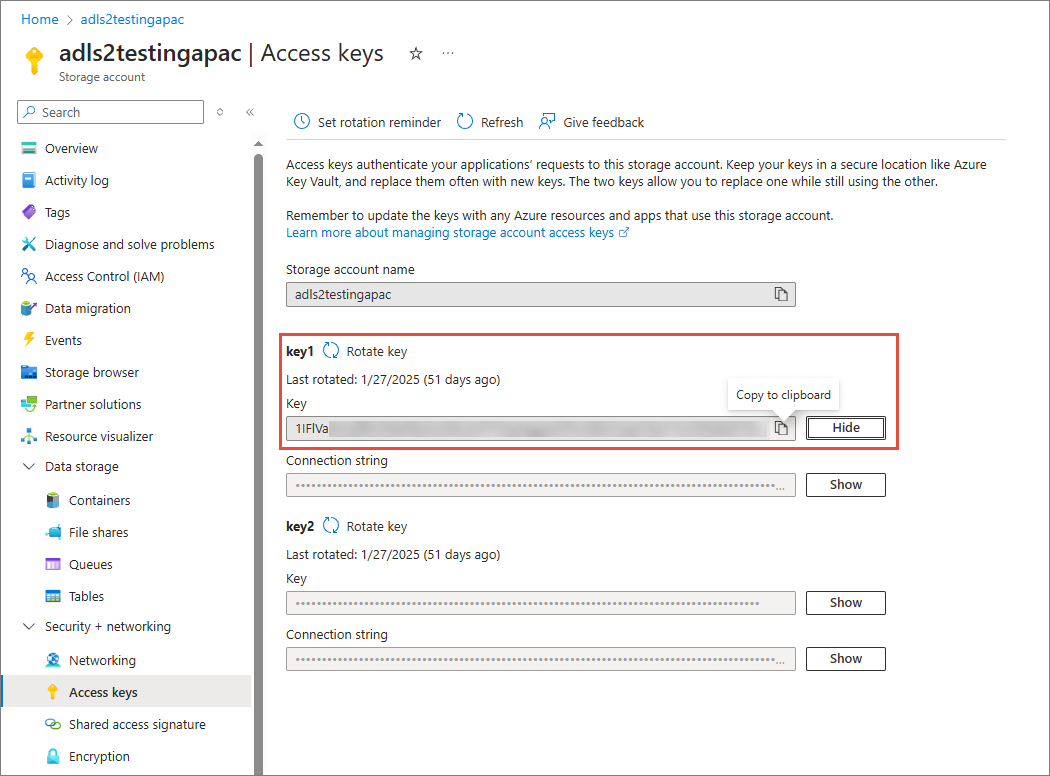 Home > adls2testingapac
adls2testingapac | Access keys ☆ ...
Storage account
Search
Overview
Activity log
Tags
Diagnose and solve problems
Access Control (IAM)
Data migration
Events
Storage browser
Partner solutions
Resource visualizer
Data storage
Containers
File shares
Queues
Tables
Security + networking
Networking
Access keys
Shared access signature
Encryption
Set rotation reminder Refresh Give feedback
Access keys authenticate your applications' requests to this storage account. Keep your keys in a secure location like Azure
Key Vault, and replace them often with new keys. The two keys allow you to replace one while still using the other.
Remember to update the keys with any Azure resources and apps that use this storage account.
Learn more about managing storage account access keys
Storage account name
adls2testingapac
key1 Rotate key
Last rotated: 1/27/2025 (51 days ago)
Copy to clipboard
Key
Hide
Connection string
Show
key2 Rotate key
Last rotated: 1/27/2025 (51 days ago)
Key
Show
Connection string
Show